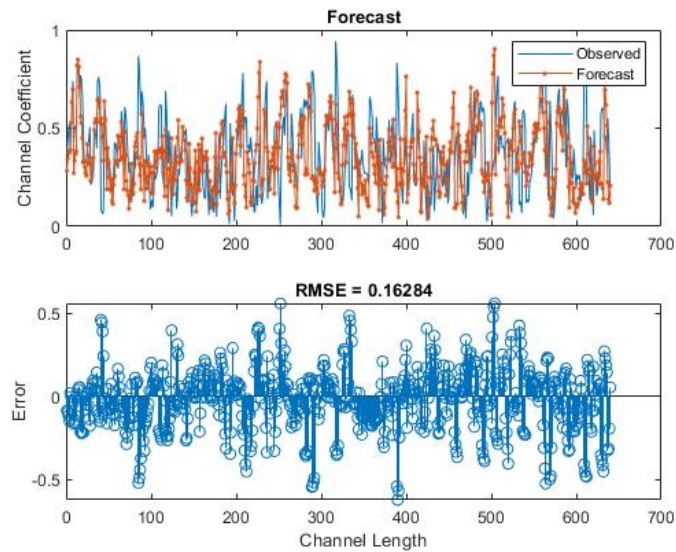 Forecast
1
Observed
Forecast
Channel Coefficient
0.5
0
0 100 200 300 400 500 600 700
RMSE = 0.16284
0.5
Error
0
-0.5
0 100 200 300 400 500 600 700
Channel Length